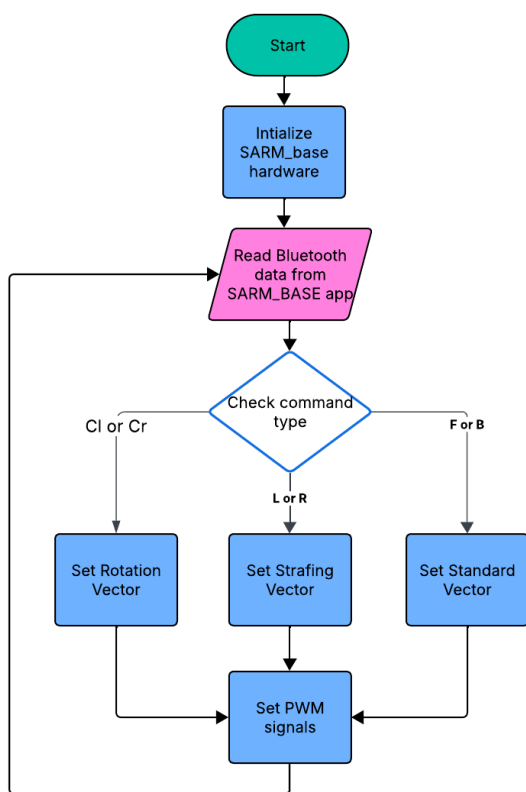 Start
Intialize
SARM_base
hardware
Read Bluetooth
data from
SARM_BASE app
Check command
type
Cl or Cr
F or B
L or R
Set Rotation
Vector
Set Strafing
Vector
Set Standard
Vector
Set PWM
signals